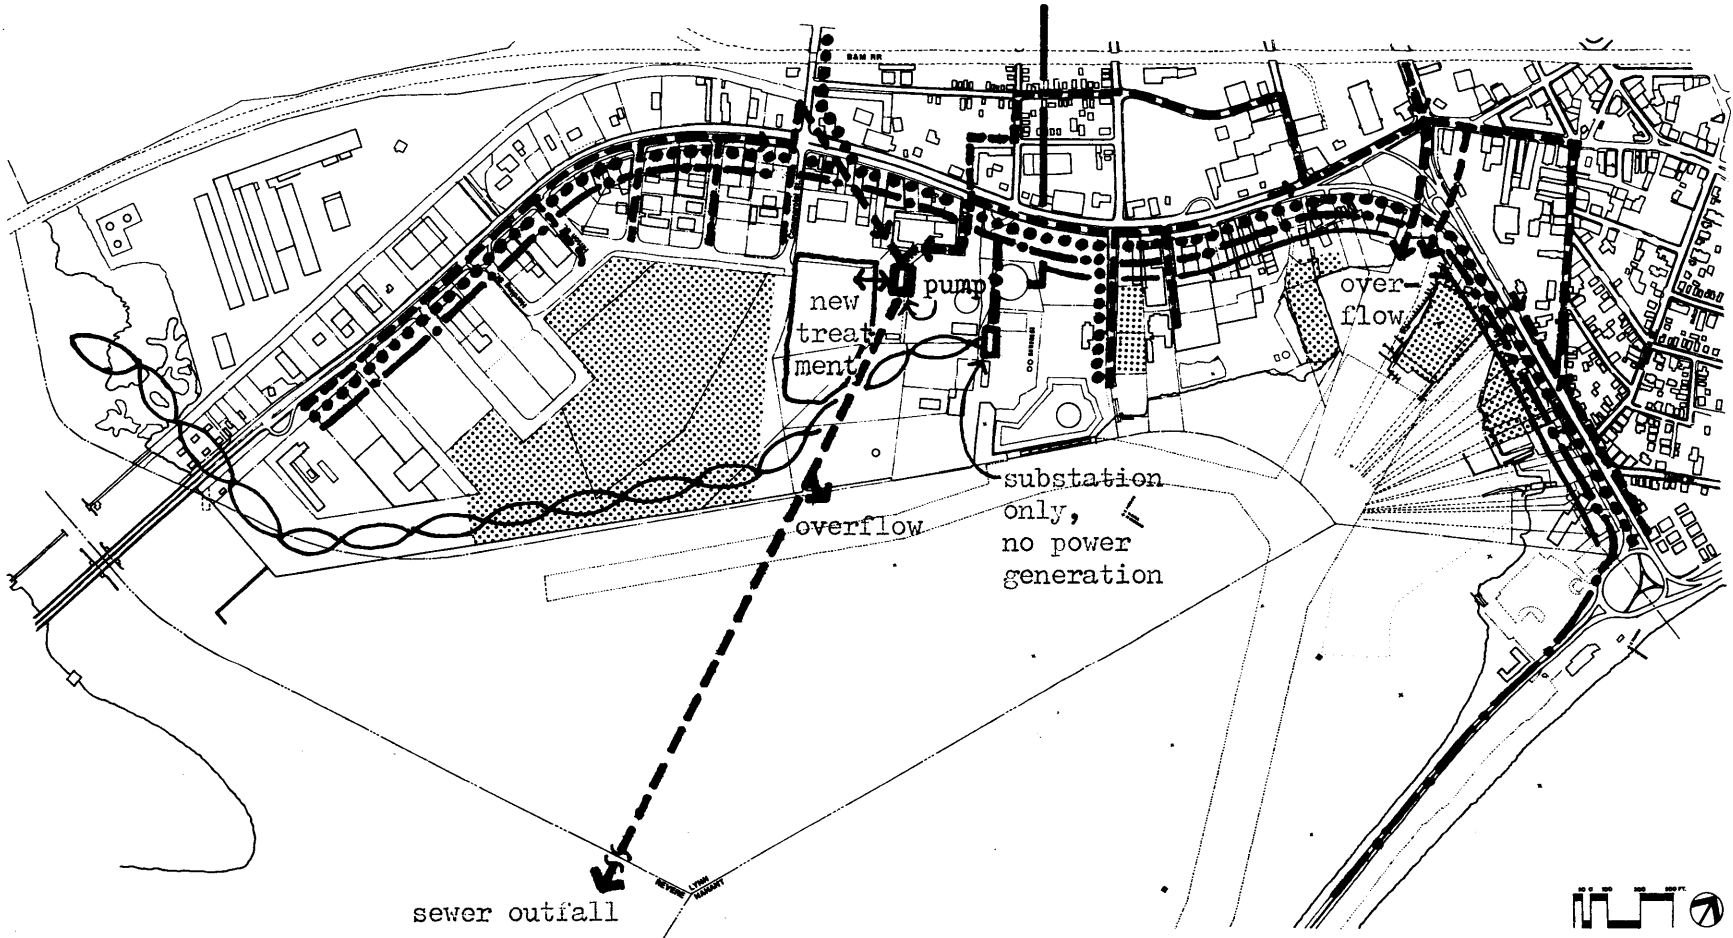 B&M RR
pump
new
treat
ment
over-
flow
substation
only,
no power
generation
overflow
REVERE
LYNN
NAHANT
sewer outfall